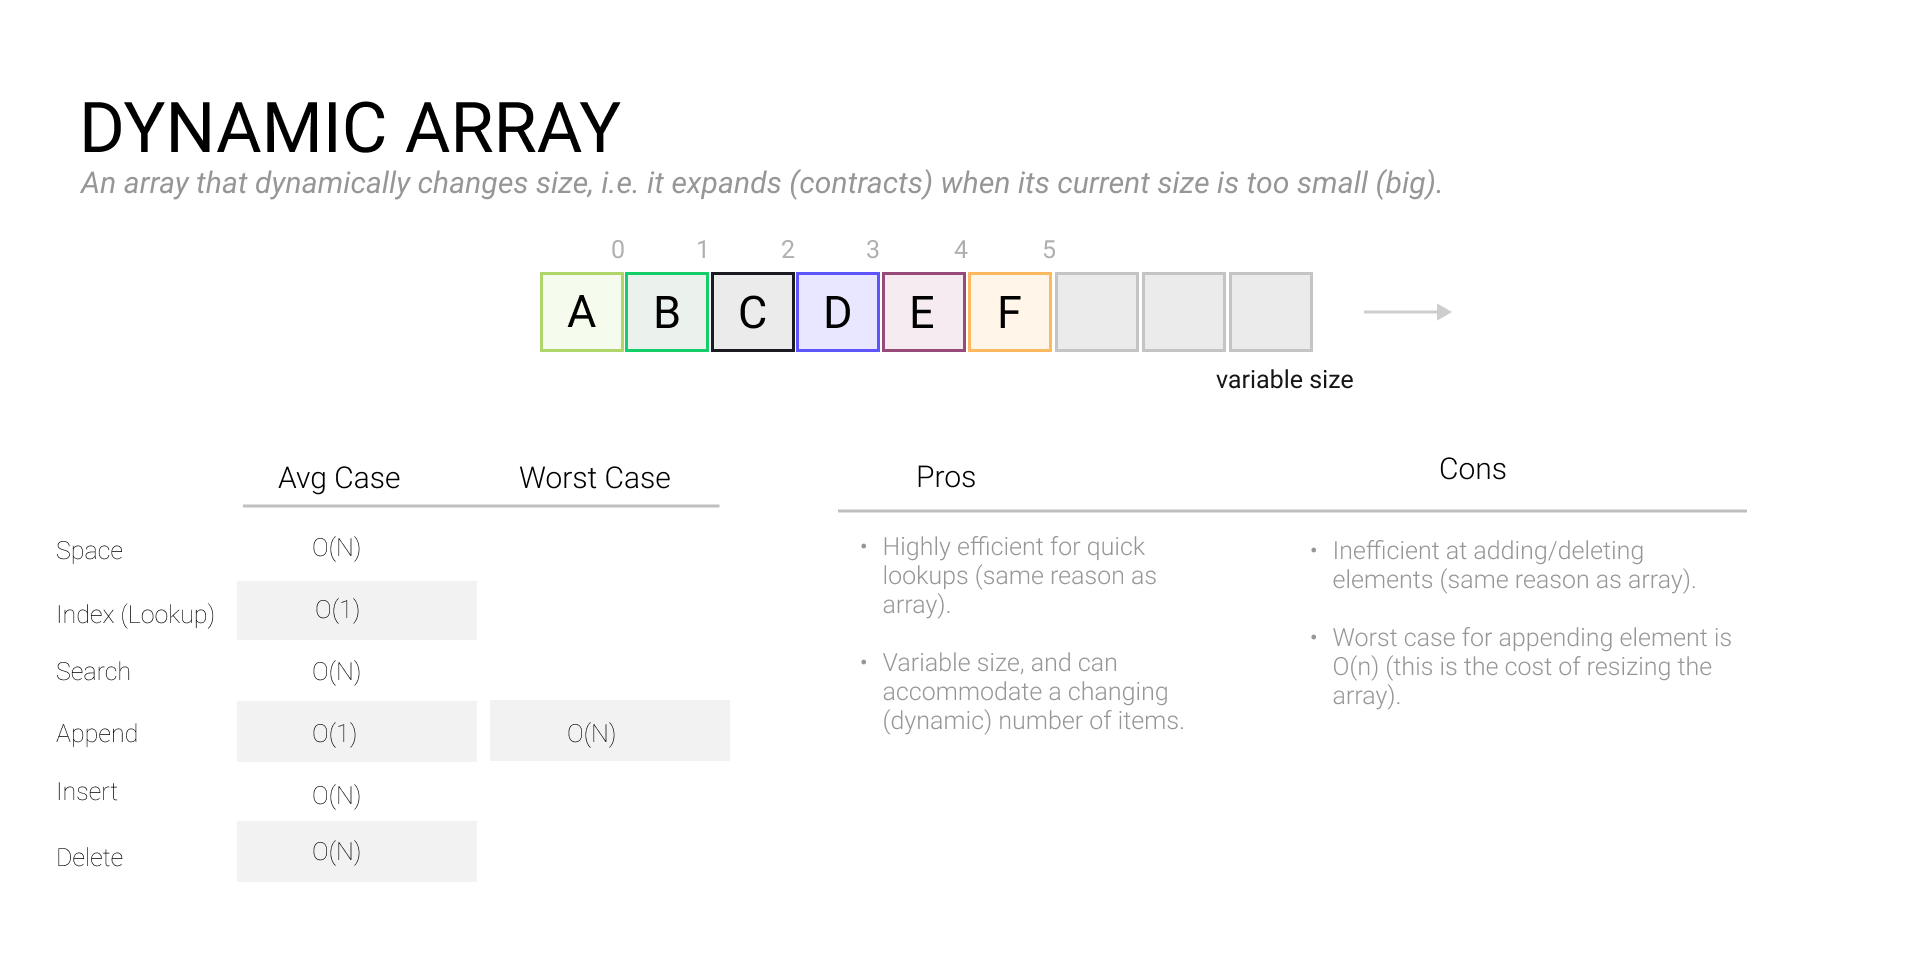 DYNAMIC ARRAY
An array that dynamically changes size, i.e. it expands (contracts) when its current size is too small (big).
0 1 2 3 4 5
A B C D E F
variable size
Avg Case Worst Case
Space O(N)
Index (Lookup) O(1)
Search O(N)
Append O(1) O(N)
Insert O(N)
Delete O(N)
Pros
• Highly efficient for quick
lookups (same reason as
array).
• Variable size, and can
accommodate a changing
(dynamic) number of items.
Cons
• Inefficient at adding/deleting
elements (same reason as array).
• Worst case for appending element is
O(n) (this is the cost of resizing the
array).